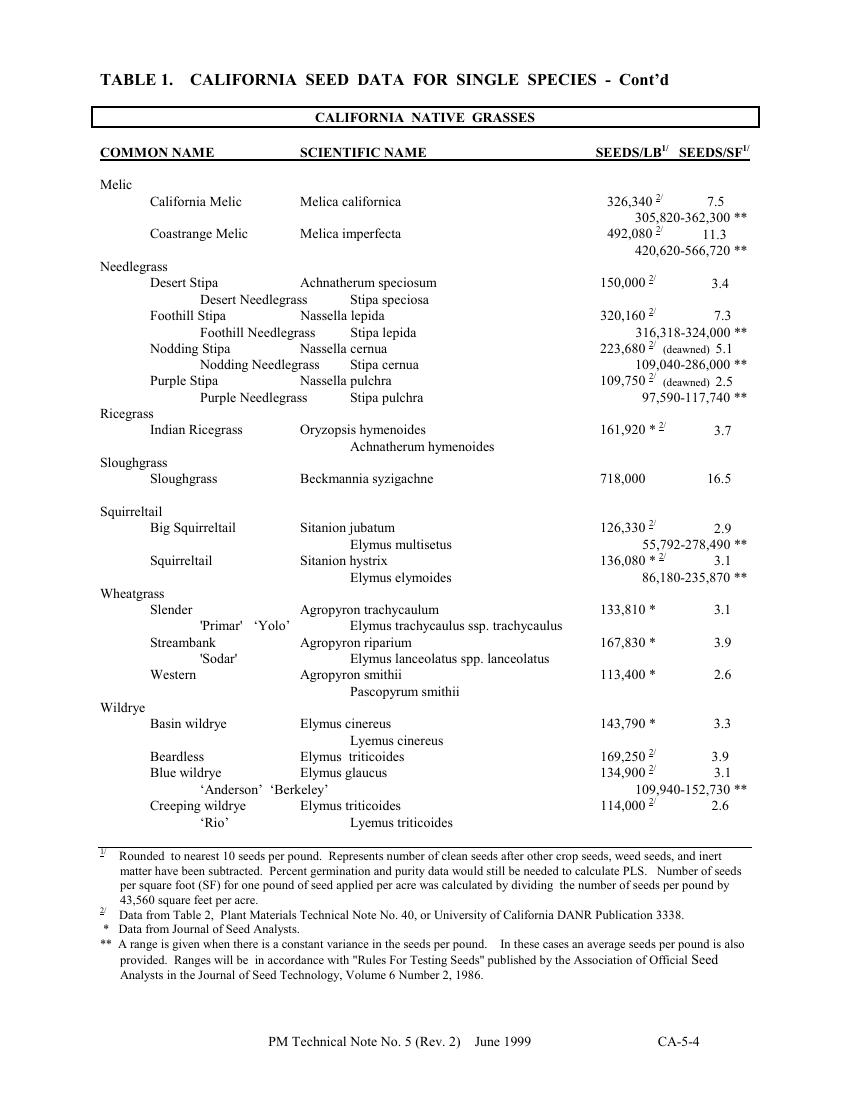 TABLE 1. CALIFORNIA SEED DATA FOR SINGLE SPECIES - Cont'd
CALIFORNIA NATIVE GRASSES
COMMON NAME SCIENTIFIC NAME SEEDS/LB1/ SEEDS/SF1/
Melic
California Melic Melica californica 326,340 2/ 7.5
305,820-362,300 **
Coastrange Melic Melica imperfecta 492,080 2/ 11.3
420,620-566,720 **
Needlegrass
Desert Stipa Achnatherum speciosum 150,000 2/ 3.4
Desert Needlegrass Stipa speciosa
Foothill Stipa Nassella lepida 320,160 2/ 7.3
Foothill Needlegrass Stipa lepida 316,318-324,000 **
Nodding Stipa Nassella cernua 223,680 2/ (deawned) 5.1
Nodding Needlegrass Stipa cernua 109,040-286,000 **
Purple Stipa Nassella pulchra 109,750 2/ (deawned) 2.5
Purple Needlegrass Stipa pulchra 97,590-117,740 **
Ricegrass
Indian Ricegrass Oryzopsis hymenoides 161,920 * 2/ 3.7
Achnatherum hymenoides
Sloughgrass
Sloughgrass Beckmannia syzigachne 718,000 16.5
Squirreltail
Big Squirreltail Sitanion jubatum 126,330 2/ 2.9
Elymus multisetus 55,792-278,490 **
Squirreltail Sitanion hystrix 136,080 * 2/ 3.1
Elymus elymoides 86,180-235,870 **
Wheatgrass
Slender Agropyron trachycaulum 133,810 * 3.1
'Primar' ‘Yolo’ Elymus trachycaulus ssp. trachycaulus
Streambank Agropyron riparium 167,830 * 3.9
'Sodar' Elymus lanceolatus spp. lanceolatus
Western Agropyron smithii 113,400 * 2.6
Pascopyrum smithii
Wildrye
Basin wildrye Elymus cinereus 143,790 * 3.3
Lyemus cinereus
Beardless Elymus triticoides 169,250 2/ 3.9
Blue wildrye Elymus glaucus 134,900 2/ 3.1
‘Anderson’ ‘Berkeley’ 109,940-152,730 **
Creeping wildrye Elymus triticoides 114,000 2/ 2.6
‘Rio’ Lyemus triticoides
1/ Rounded to nearest 10 seeds per pound. Represents number of clean seeds after other crop seeds, weed seeds, and inert
matter have been subtracted. Percent germination and purity data would still be needed to calculate PLS. Number of seeds
per square foot (SF) for one pound of seed applied per acre was calculated by dividing the number of seeds per pound by
43,560 square feet per acre.
2/ Data from Table 2, Plant Materials Technical Note No. 40, or University of California DANR Publication 3338.
* Data from Journal of Seed Analysts.
** A range is given when there is a constant variance in the seeds per pound. In these cases an average seeds per pound is also
provided. Ranges will be in accordance with "Rules For Testing Seeds" published by the Association of Official Seed
Analysts in the Journal of Seed Technology, Volume 6 Number 2, 1986.
PM Technical Note No. 5 (Rev. 2) June 1999 CA-5-4